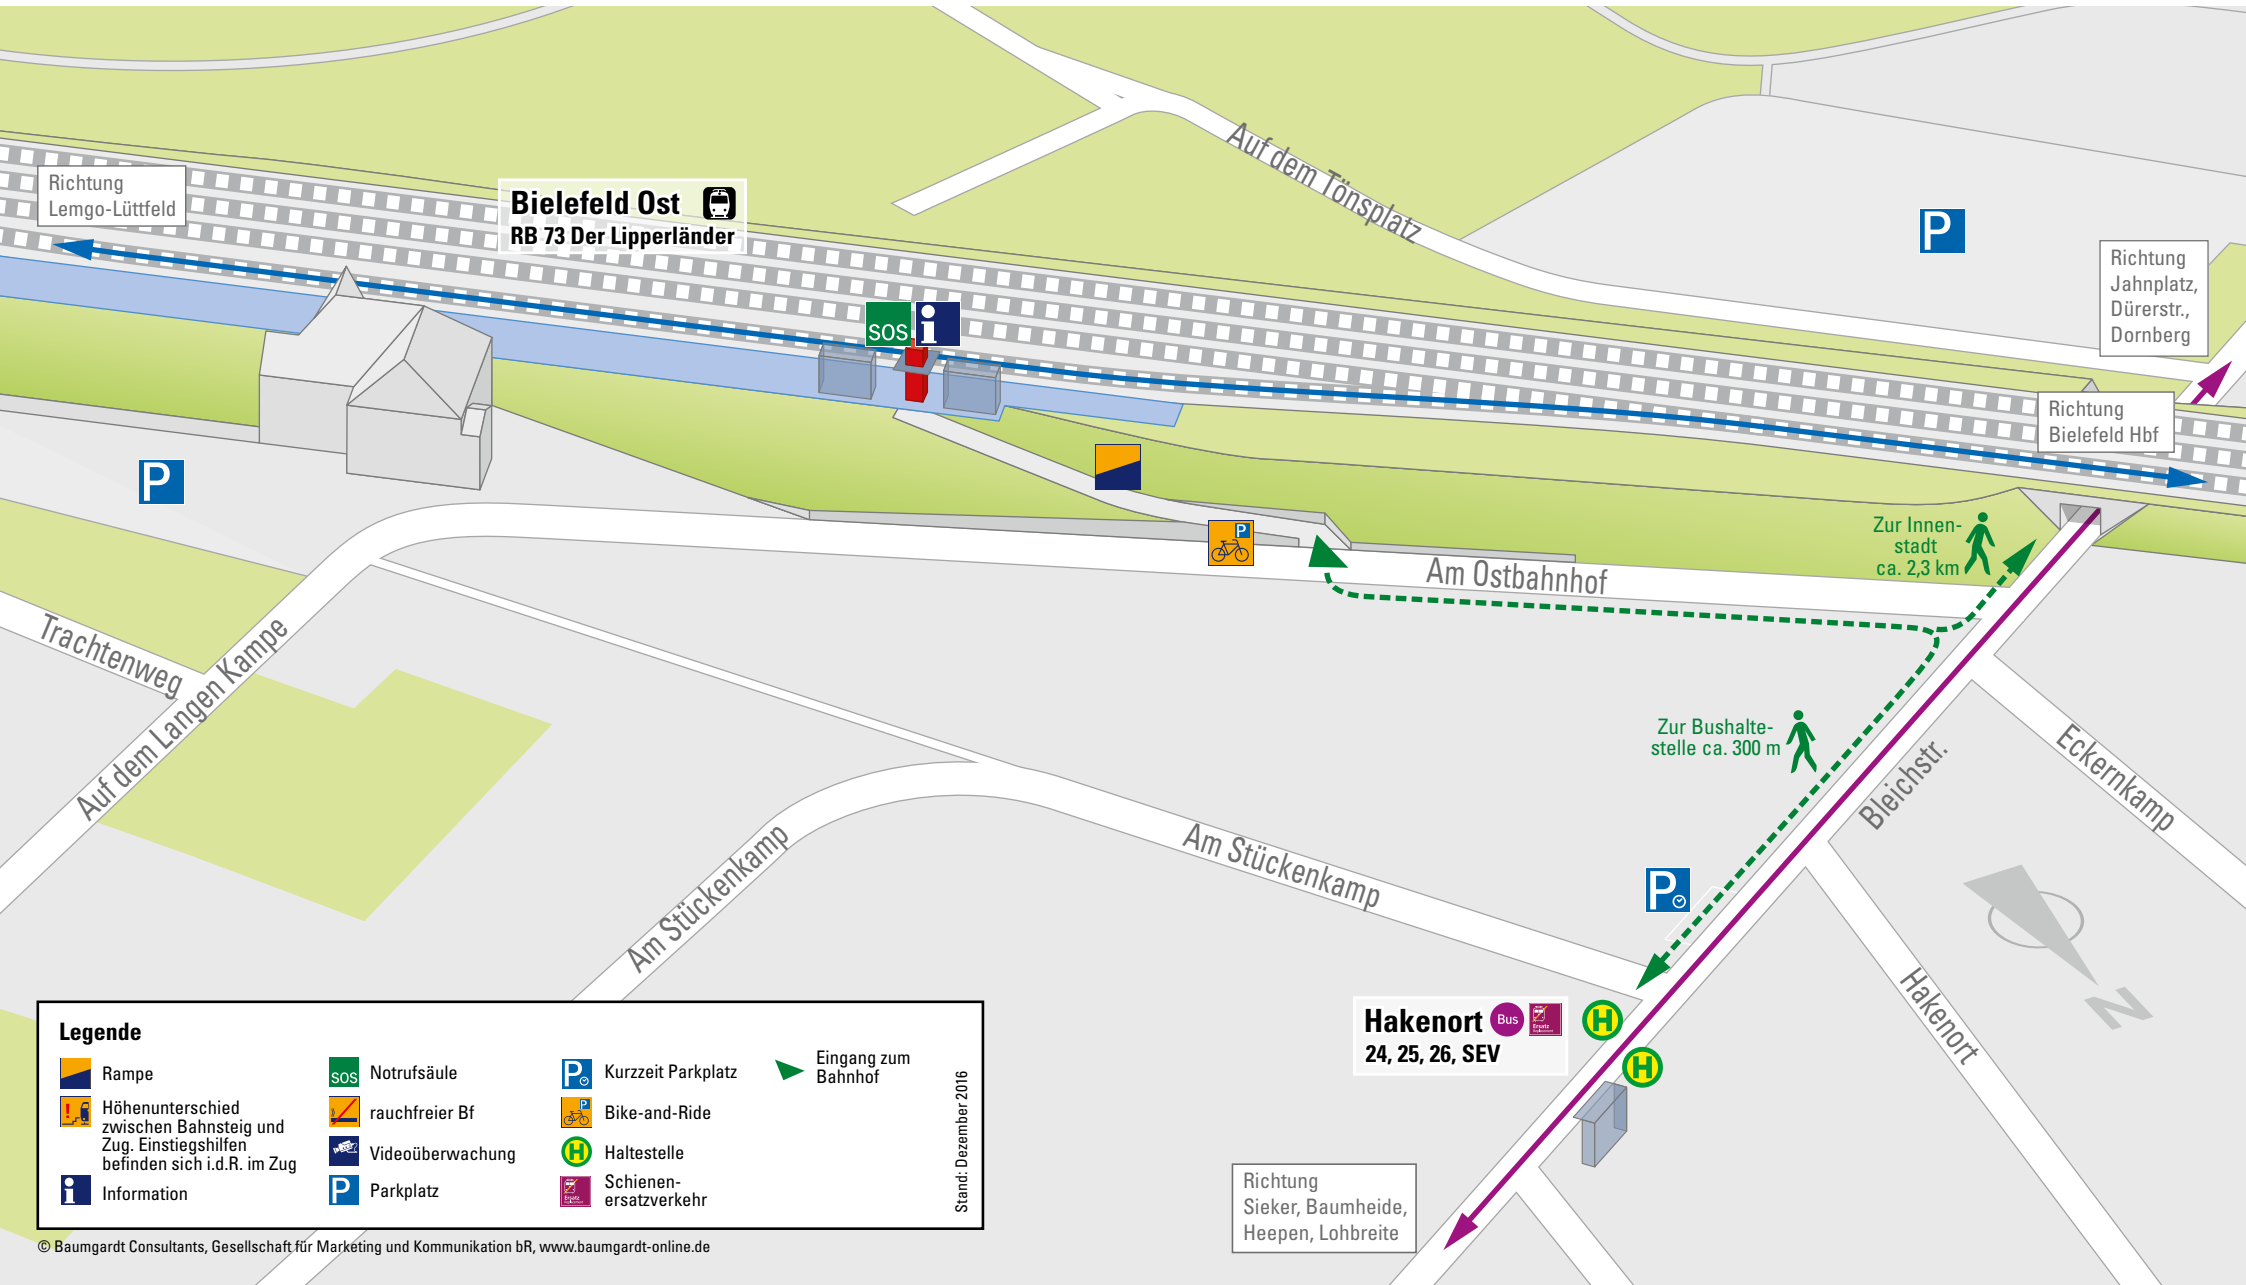 Auf dem Tönsplatz
Richtung
Lemgo-Lüttfeld
Bielefeld Ost
RB 73 Der Lipperländer
P
Richtung
Jahnplatz,
Dürerstr.,
Dornberg
SOS
i
Richtung
Bielefeld Hbf
P
P
Zur Innen-
stadt
ca. 2,3 km
Am Ostbahnhof
Trachtenweg
Auf dem Langen Kampe
Zur Bushalte-
stelle ca. 300 m
Bleichstr.
Eckernkamp
Am Stückenkamp
Am Stückenkamp
P
Hakenort
N
Hakenort
Bus
Ersatz
H
24, 25, 26, SEV
H
Richtung
Sieker, Baumheide,
Heepen, Lohbreite
Legende
Rampe
!
Höhenunterschied
zwischen Bahnsteig und
Zug. Einstiegshilfen
befinden sich i.d.R. im Zug
i
Information
SOS
Notrufsäule
rauchfreier Bf
Videoüberwachung
P
Parkplatz
P
Kurzzeit Parkplatz
P
Bike-and-Ride
H
Haltestelle
Ersatz
Schienen-
ersatzverkehr
Eingang zum
Bahnhof
Stand: Dezember 2016
© Baumgardt Consultants, Gesellschaft für Marketing und Kommunikation bR, www.baumgardt-online.de